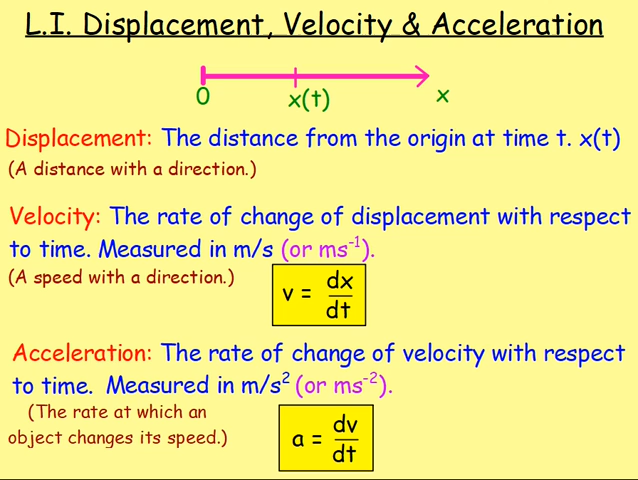 L.I. Displacement, Velocity & Acceleration
0 x(t) x
Displacement: The distance from the origin at time t. x(t)
(A distance with a direction.)
Velocity: The rate of change of displacement with respect
to time. Measured in m/s (or ms⁻¹).
(A speed with a direction.)
v = dx/dt
Acceleration: The rate of change of velocity with respect
to time. Measured in m/s² (or ms⁻²).
(The rate at which an
object changes its speed.)
a = dv/dt